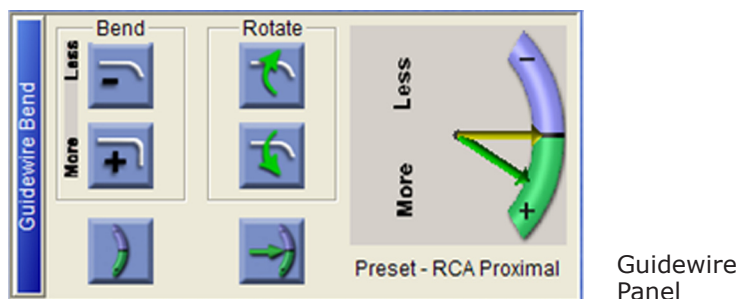 Guidewire Bend
Bend
Less
-
More
+
Rotate
Less
More
-
+
Preset - RCA Proximal
Guidewire
Panel